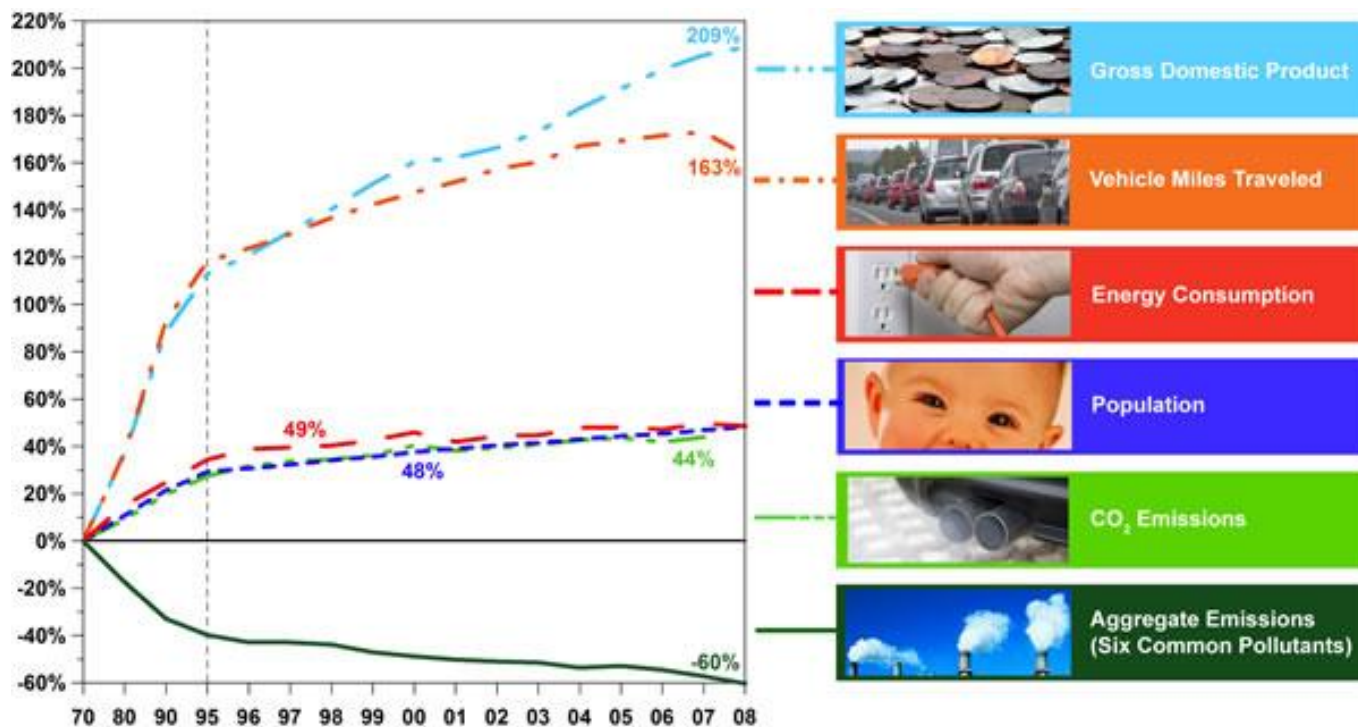 220%
200%
180%
160%
140%
120%
100%
80%
60%
40%
20%
0%
-20%
-40%
-60%
70 80 90 95 96 97 98 99 00 01 02 03 04 05 06 07 08
209%
163%
49%
48%
44%
-60%
Gross Domestic Product
Vehicle Miles Traveled
Energy Consumption
Population
CO₂ Emissions
Aggregate Emissions
(Six Common Pollutants)